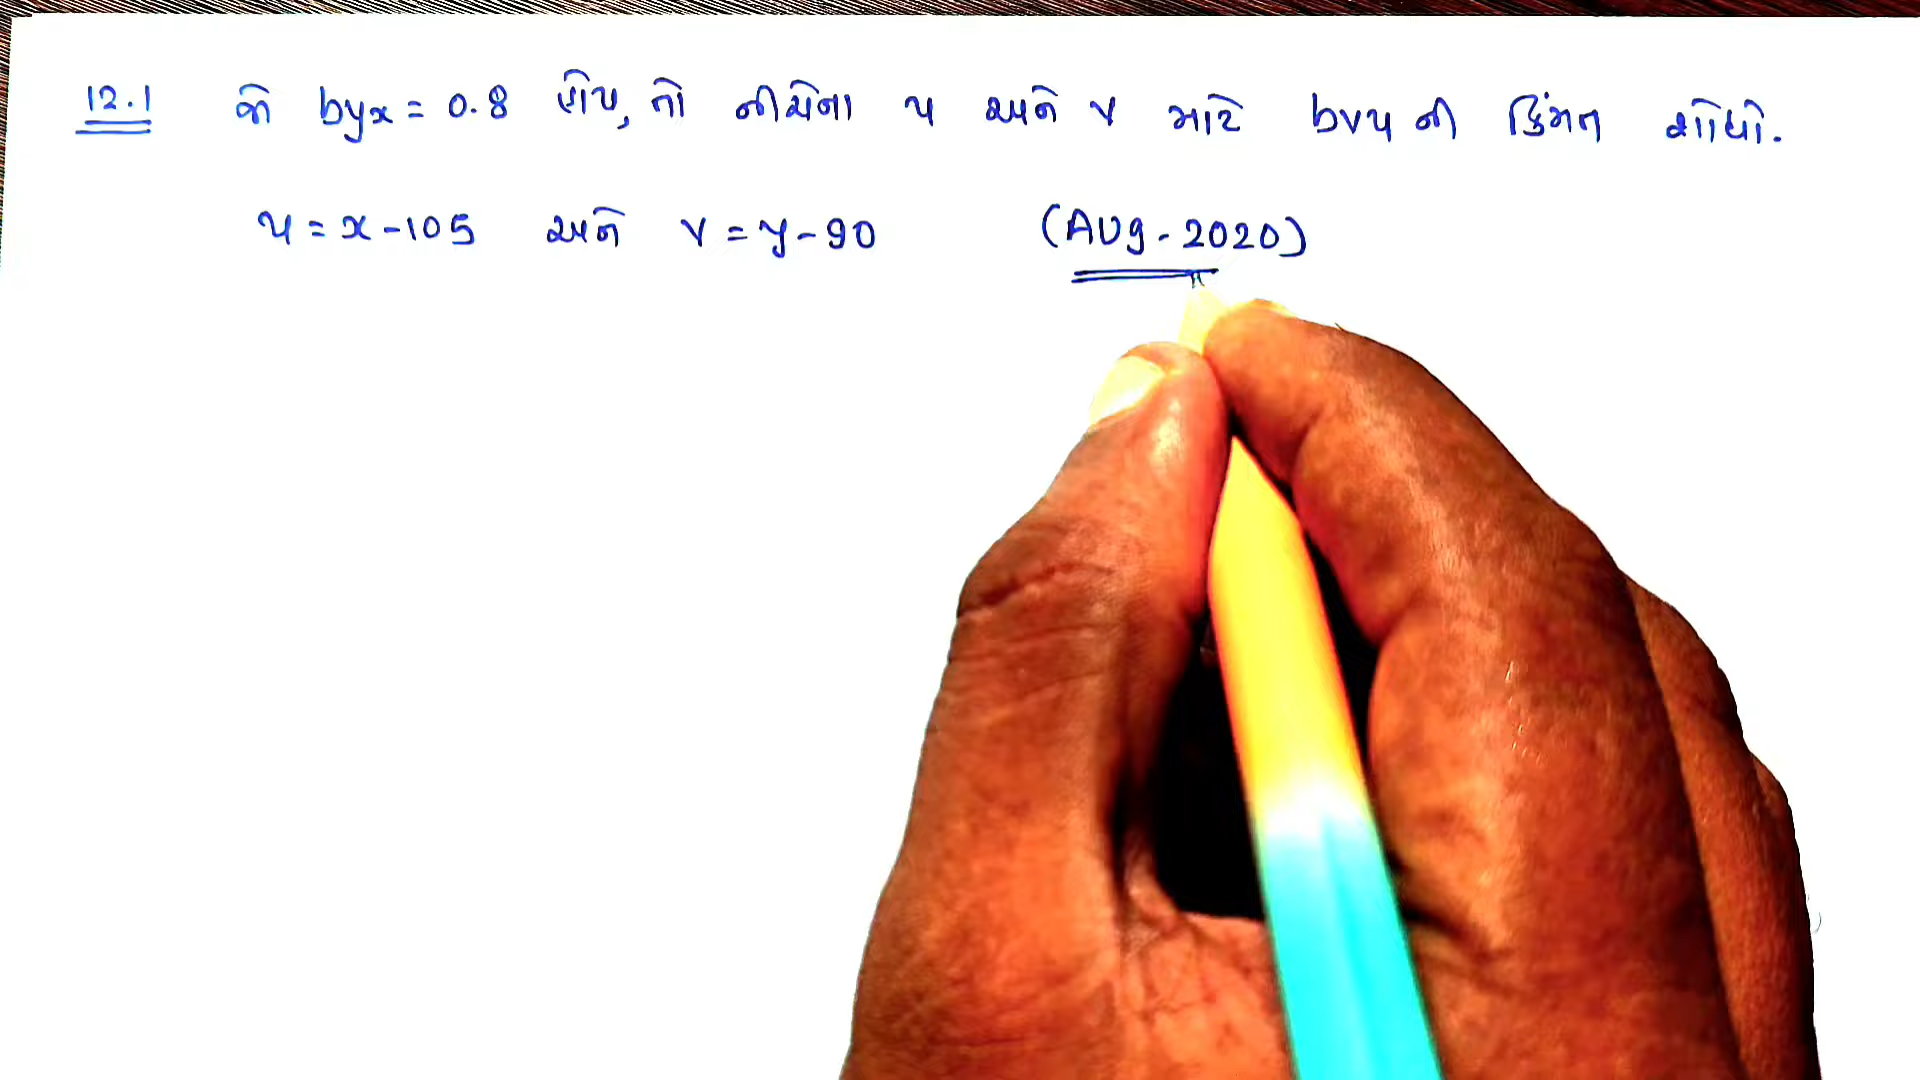 12.1 જો byx = 0.8 હોય, તો નીચેના u અને v માટે bvu ની કિંમત શોધો.
u = x - 105 અને v = y - 90 (AUg - 2020)